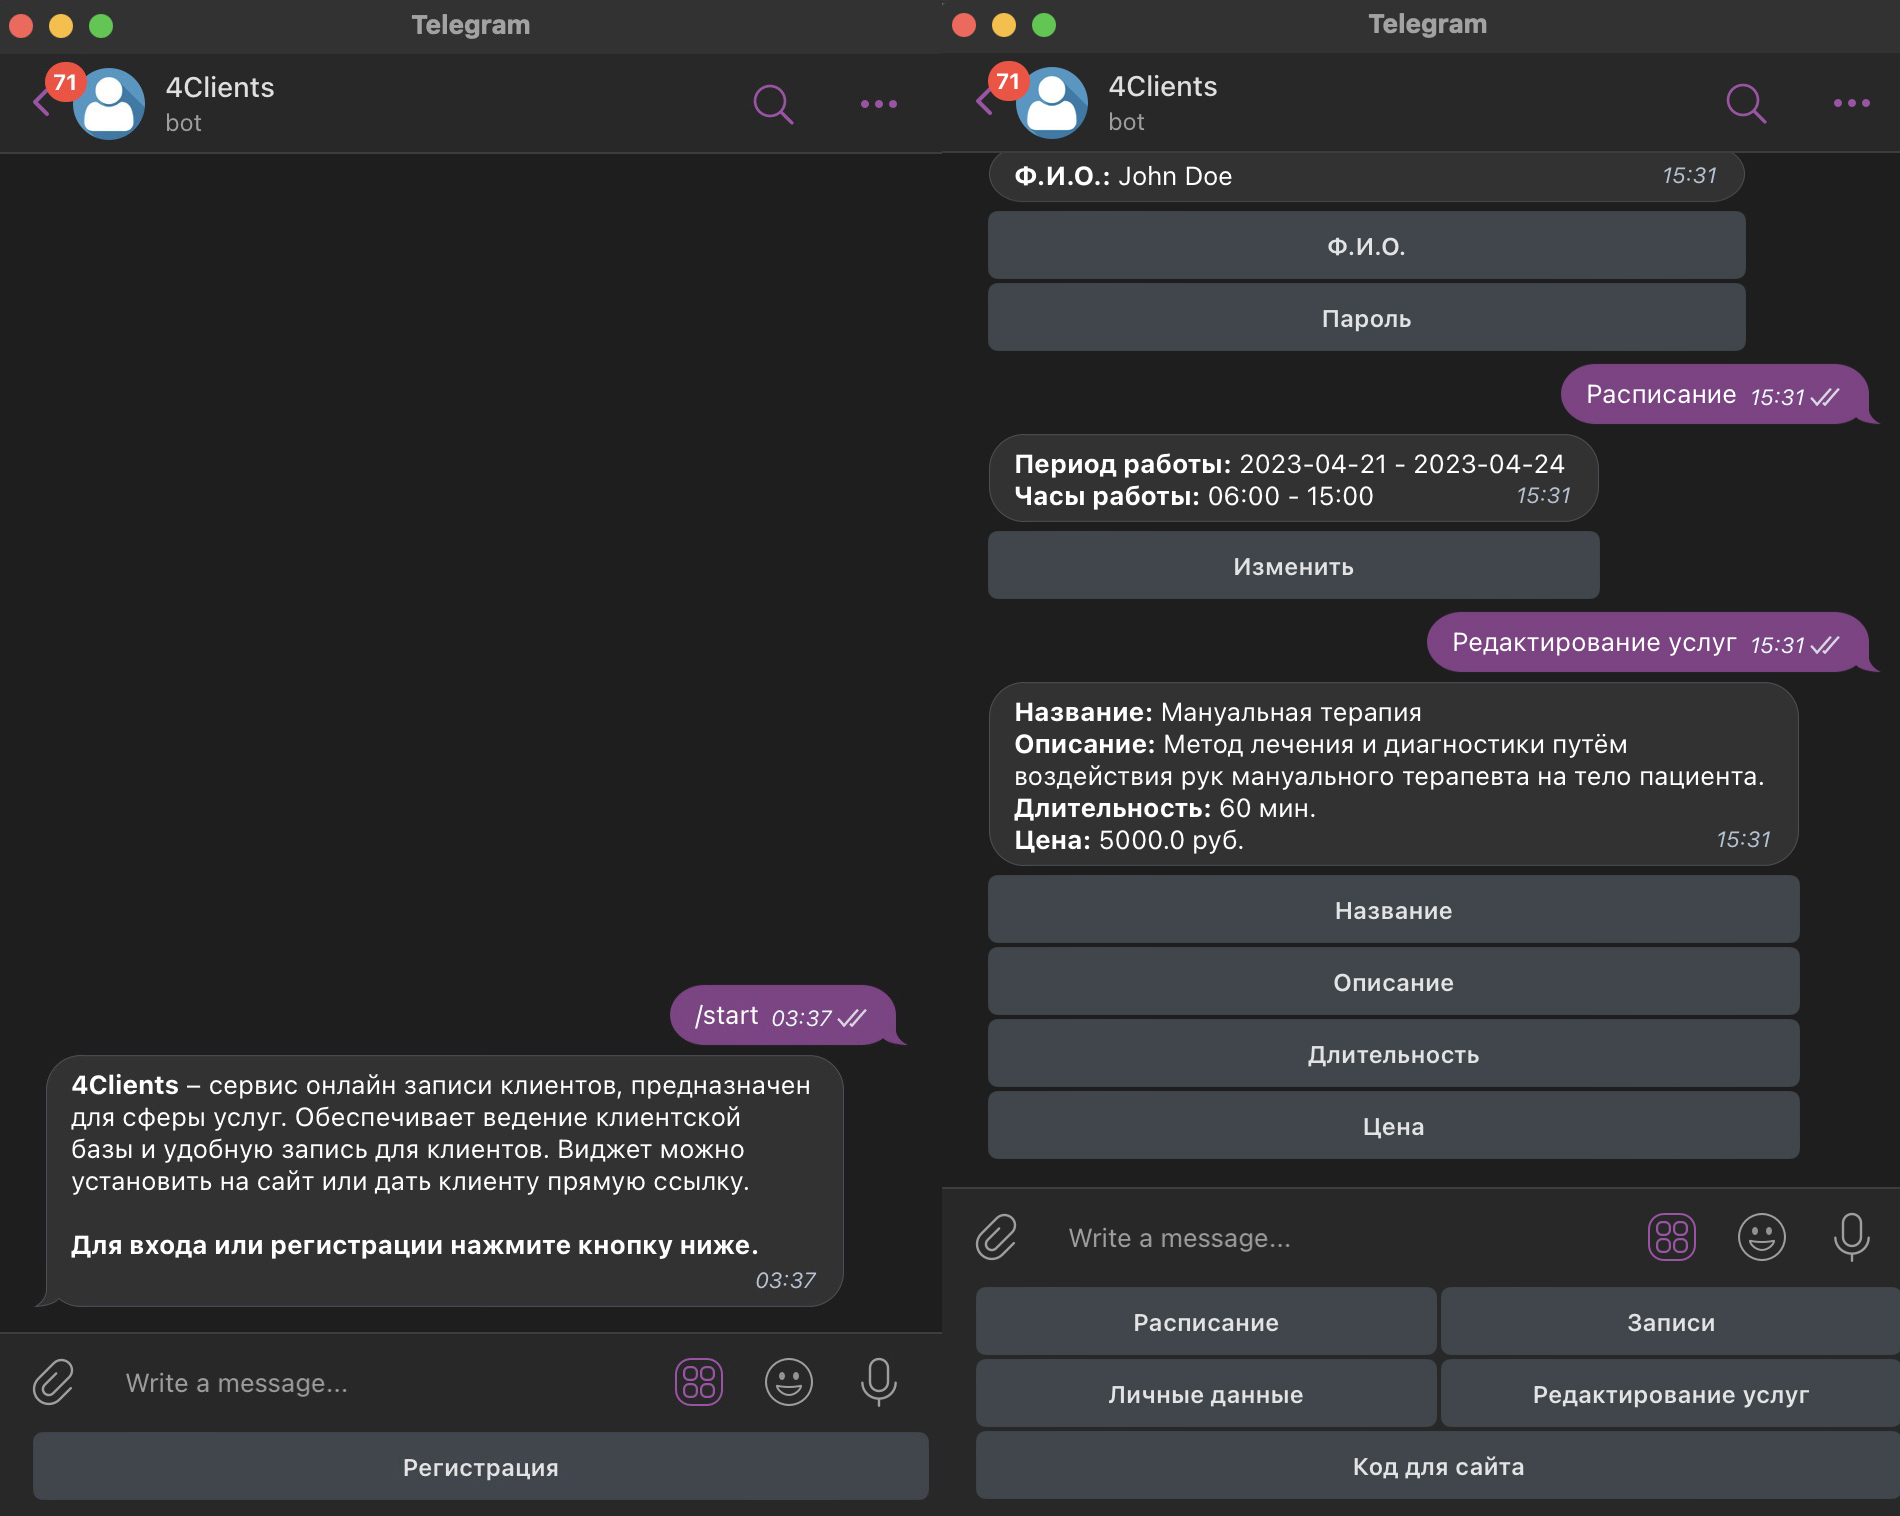 Telegram
71
4Clients
bot
/start 03:37
4Clients – сервис онлайн записи клиентов, предназначен
для сферы услуг. Обеспечивает ведение клиентской
базы и удобную запись для клиентов. Виджет можно
установить на сайт или дать клиенту прямую ссылку.
Для входа или регистрации нажмите кнопку ниже.
03:37
Write a message...
Регистрация
Telegram
71
4Clients
bot
Ф.И.О.: John Doe 15:31
Ф.И.О.
Пароль
Расписание 15:31
Период работы: 2023-04-21 - 2023-04-24
Часы работы: 06:00 - 15:00 15:31
Изменить
Редактирование услуг 15:31
Название: Мануальная терапия
Описание: Метод лечения и диагностики путём
воздействия рук мануального терапевта на тело пациента.
Длительность: 60 мин.
Цена: 5000.0 руб. 15:31
Название
Описание
Длительность
Цена
Write a message...
Расписание Записи
Личные данные Редактирование услуг
Код для сайта